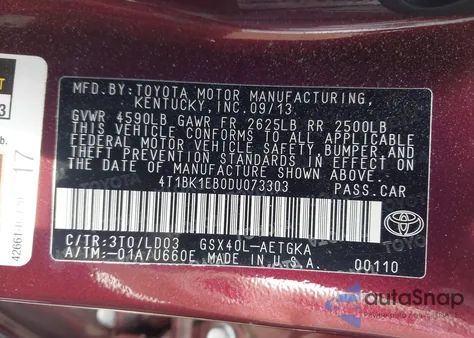 MFD.BY: TOYOTA MOTOR MANUFACTURING,
KENTUCKY, INC. 09/13
GVWR 4590LB GAWR FR 2625LB RR 2500LB
THIS VEHICLE CONFORMS TO ALL APPLICABLE
FEDERAL MOTOR VEHICLE SAFETY, BUMPER AND
THEFT PREVENTION STANDARDS IN EFFECT ON
THE DATE OF MANUFACTURE SHOWN ABOVE.
4T1BK1EB0DU073303 PASS.CAR
C/TR: 3T0/LD03 GSX40L-AETGKA
A/TM:-01A/U660E MADE IN U.S.A. 00110
TOYOTA
17
autoSnap